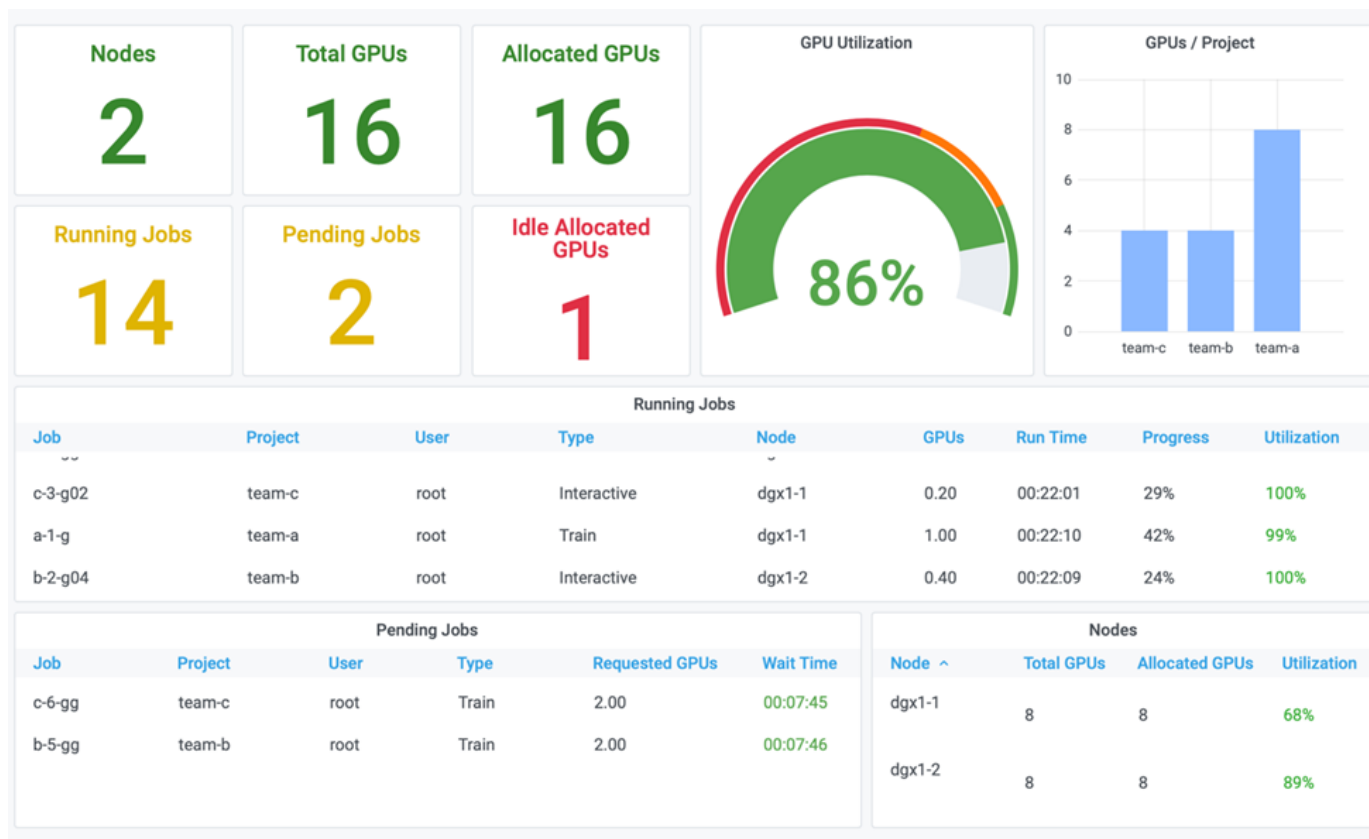 Nodes
2
Total GPUs
16
Allocated GPUs
16
Running Jobs
14
Pending Jobs
2
Idle Allocated
GPUs
1
GPU Utilization
86%
GPUs / Project
10
8
6
4
2
0
team-c team-b team-a
Running Jobs
Job Project User Type Node GPUs Run Time Progress Utilization
c-3-g02 team-c root Interactive dgx1-1 0.20 00:22:01 29% 100%
a-1-g team-a root Train dgx1-1 1.00 00:22:10 42% 99%
b-2-g04 team-b root Interactive dgx1-2 0.40 00:22:09 24% 100%
Pending Jobs
Job Project User Type Requested GPUs Wait Time
c-6-gg team-c root Train 2.00 00:07:45
b-5-gg team-b root Train 2.00 00:07:46
Nodes
Node Total GPUs Allocated GPUs Utilization
dgx1-1 8 8 68%
dgx1-2 8 8 89%